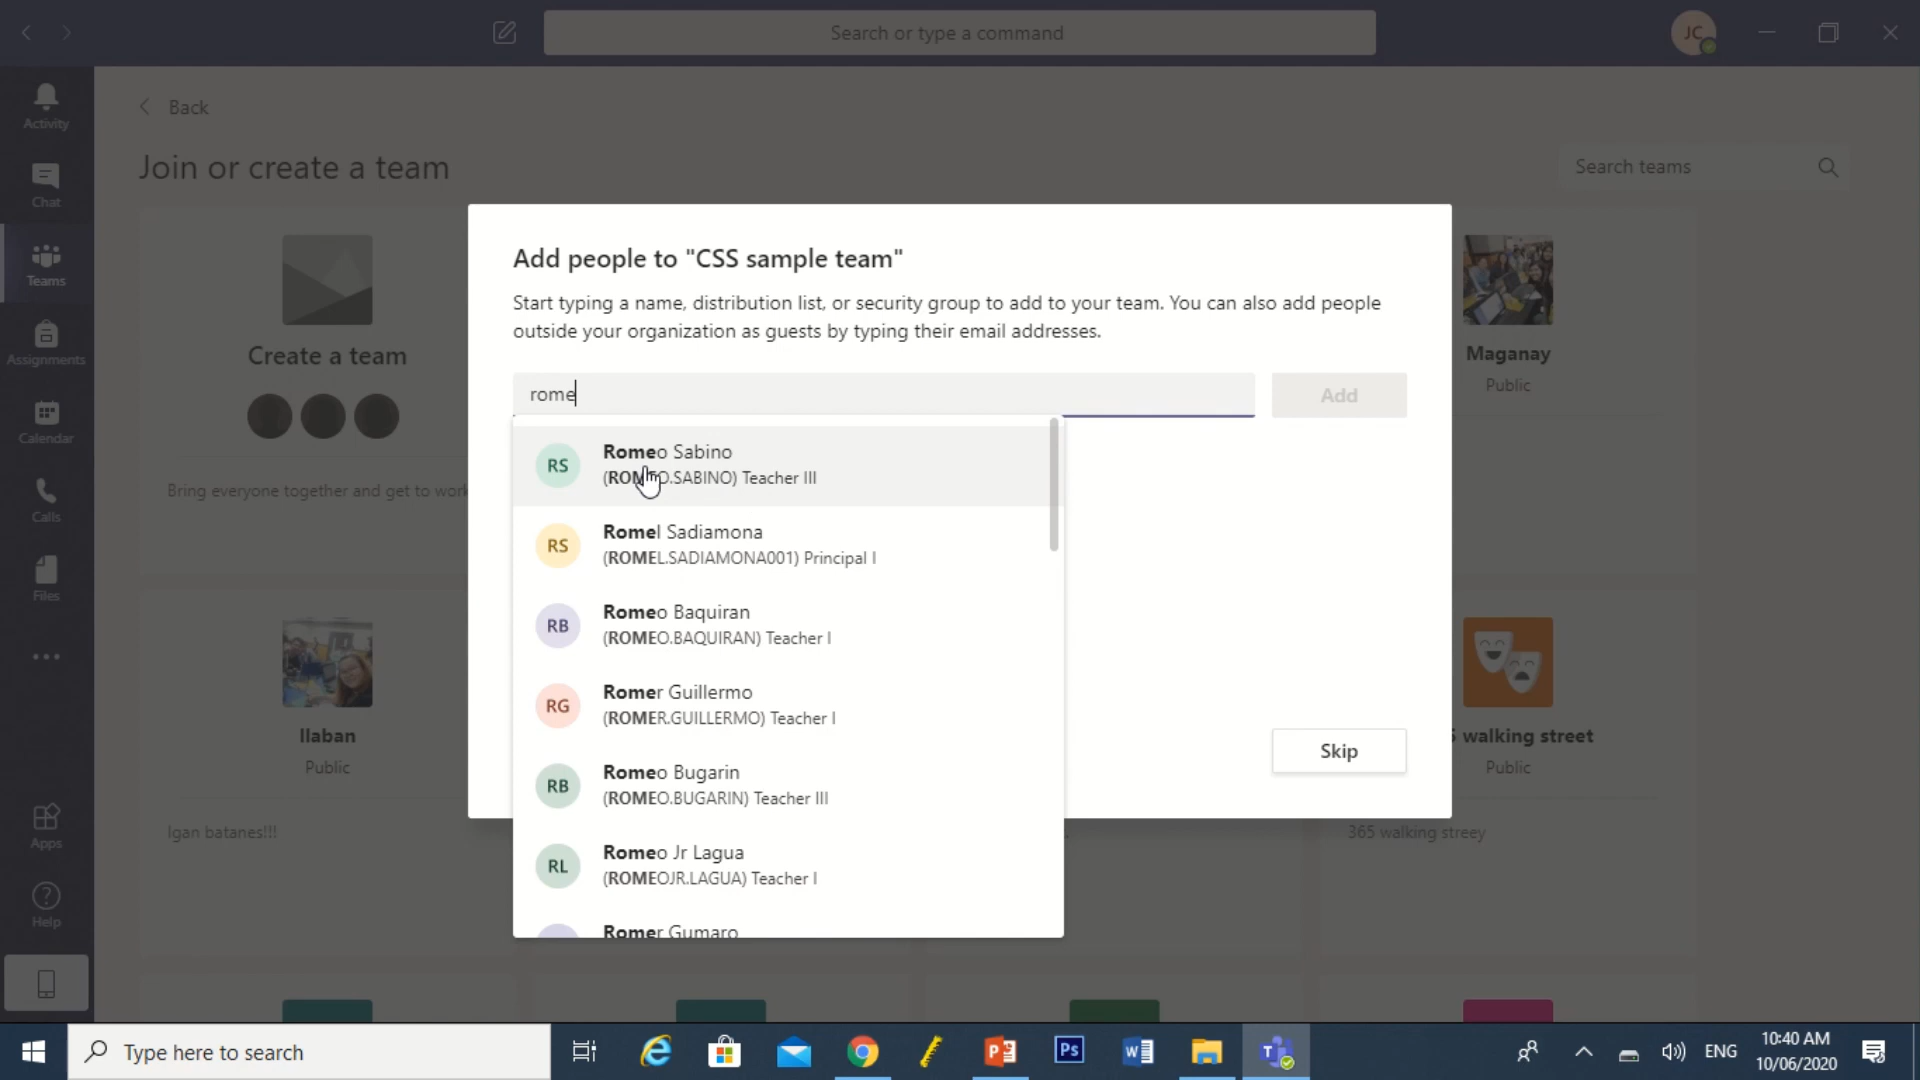 Search or type a command
JC
Activity
Chat
Teams
Assignments
Calendar
Calls
Files
Apps
Help
Back
Join or create a team
Search teams
Create a team
Bring everyone together and get to work
Maganay
Public
Ilaban
Public
Igan batanes!!!
walking street
Public
365 walking streey
Add people to "CSS sample team"
Start typing a name, distribution list, or security group to add to your team. You can also add people
outside your organization as guests by typing their email addresses.
rome
Add
RS
Romeo Sabino
(ROMEO.SABINO) Teacher III
RS
Romel Sadiamona
(ROMEL.SADIAMONA001) Principal I
RB
Romeo Baquiran
(ROMEO.BAQUIRAN) Teacher I
RG
Romer Guillermo
(ROMER.GUILLERMO) Teacher I
RB
Romeo Bugarin
(ROMEO.BUGARIN) Teacher III
RL
Romeo Jr Lagua
(ROMEOJR.LAGUA) Teacher I
Romer Gumaro
Skip
Type here to search
Ps
ENG
10:40 AM
10/06/2020